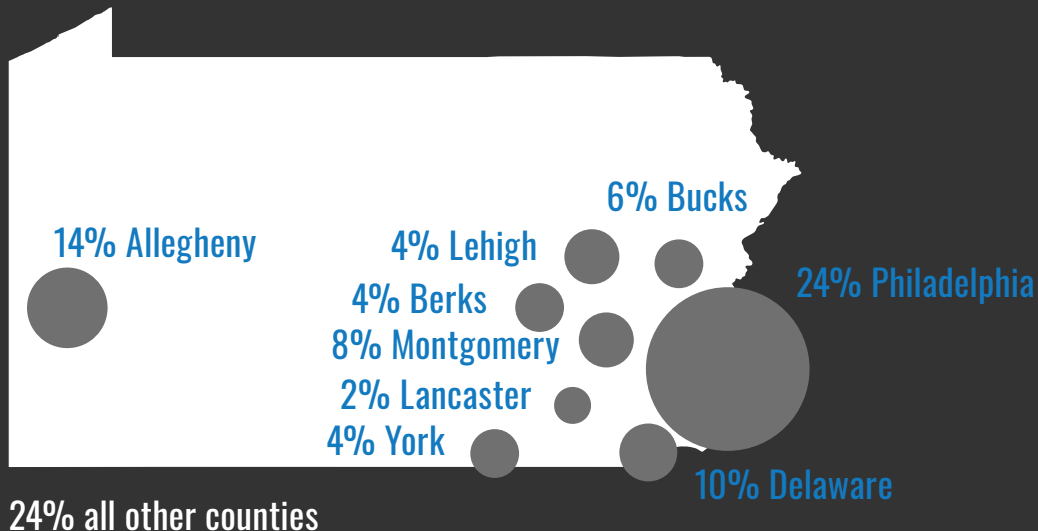 6% Bucks
14% Allegheny
4% Lehigh
24% Philadelphia
4% Berks
8% Montgomery
2% Lancaster
4% York
10% Delaware
24% all other counties